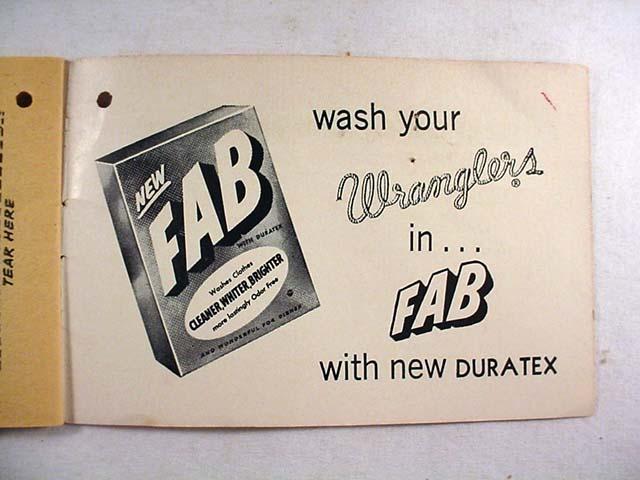 TEAR HERE
NEW
FAB
WITH DURATEX
Washes Clothes
CLEANER, WHITER, BRIGHTER
more lastingly Odor Free
AND WONDERFUL FOR DISHES
wash your
Wranglers®
in...
FAB
with new DURATEX